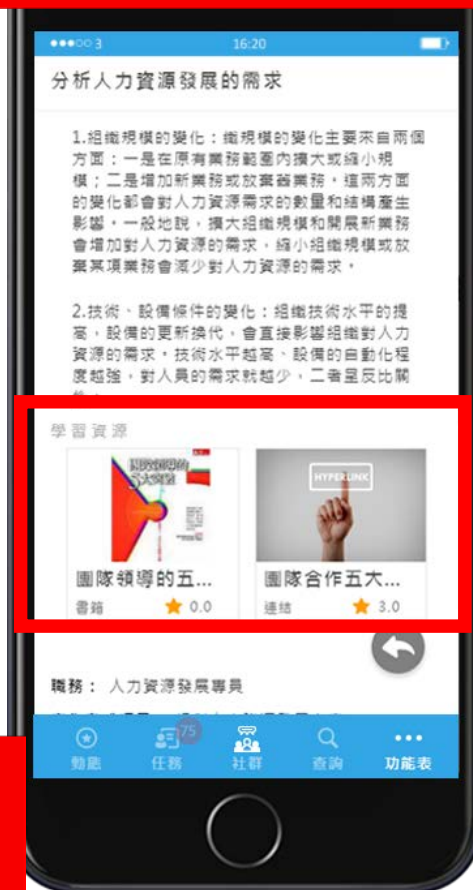 3 16:20
分析人力資源發展的需求
1.組織規模的變化：織規模的變化主要來自兩個
方面：一是在原有業務範圍內擴大或縮小規
模；二是增加新業務或放棄舊業務。這兩方面
的變化都會對人力資源需求的數量和結構產生
影響。一般地說，擴大組織規模和開展新業務
會增加對人力資源的需求，縮小組織規模或放
棄某項業務會減少對人力資源的需求。
2.技術、設備條件的變化：組織技術水平的提
高、設備的更新換代、會直接影響組織對人力
資源的需求。技術水平越高、設備的自動化程
度越強，對人員的需求就越少，二者呈反比關
學習資源
HYPERLINK
團隊領導的五... 團隊合作五大...
書籍 0.0 連結 3.0
職務： 人力資源發展專員
75
動態 任務 社群 查詢 功能表